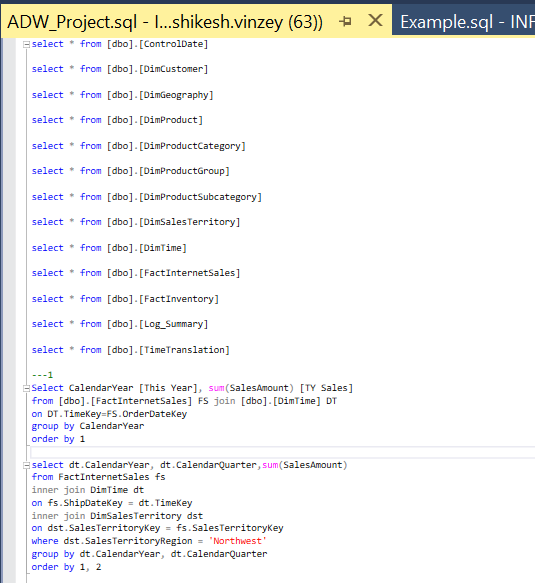 ADW_Project.sql - I...shikesh.vinzey (63))
Example.sql - INF
select * from [dbo].[ControlDate]
select * from [dbo].[DimCustomer]
select * from [dbo].[DimGeography]
select * from [dbo].[DimProduct]
select * from [dbo].[DimProductCategory]
select * from [dbo].[DimProductGroup]
select * from [dbo].[DimProductSubcategory]
select * from [dbo].[DimSalesTerritory]
select * from [dbo].[DimTime]
select * from [dbo].[FactInternetSales]
select * from [dbo].[FactInventory]
select * from [dbo].[Log_Summary]
select * from [dbo].[TimeTranslation]
---1
Select CalendarYear [This Year], sum(SalesAmount) [TY Sales]
from [dbo].[FactInternetSales] FS join [dbo].[DimTime] DT
on DT.TimeKey=FS.OrderDateKey
group by CalendarYear
order by 1
select dt.CalendarYear, dt.CalendarQuarter,sum(SalesAmount)
from FactInternetSales fs
inner join DimTime dt
on fs.ShipDateKey = dt.TimeKey
inner join DimSalesTerritory dst
on dst.SalesTerritoryKey = fs.SalesTerritoryKey
where dst.SalesTerritoryRegion = 'Northwest'
group by dt.CalendarYear, dt.CalendarQuarter
order by 1, 2